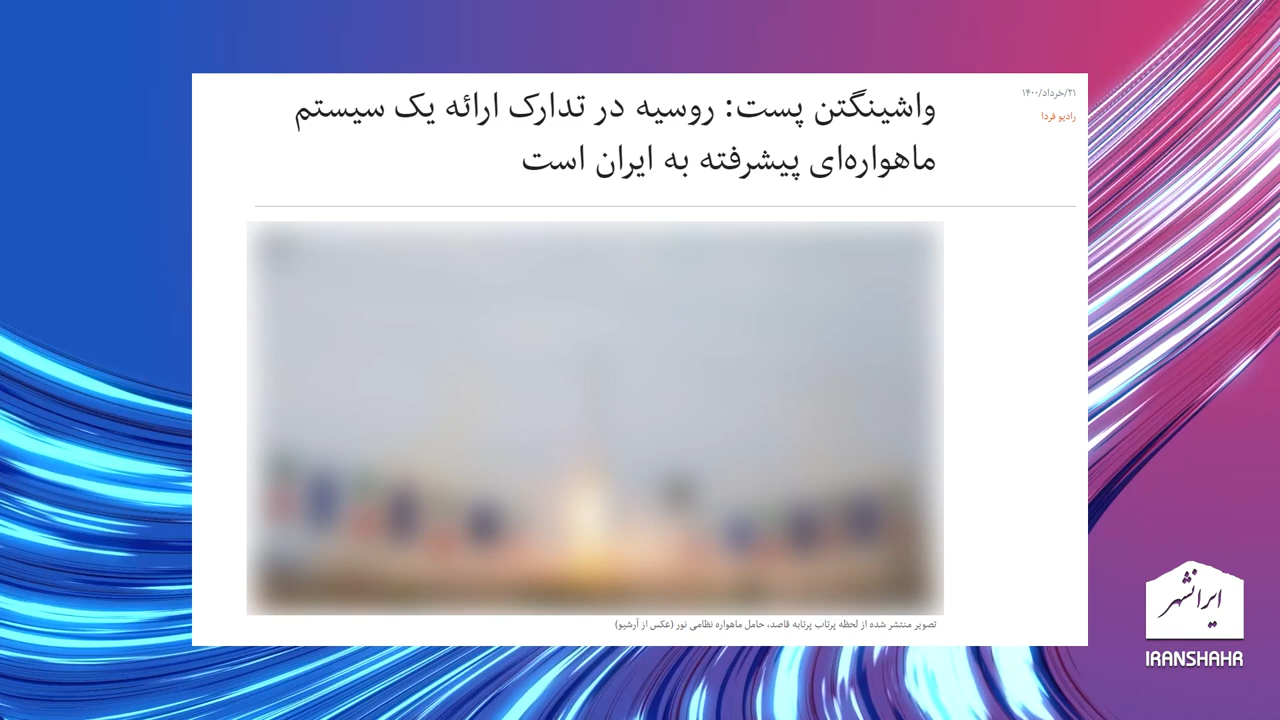 ۲۱/خرداد/۱۴۰۰
رادیو فردا
واشینگتن پست: روسیه در تدارک ارائه یک سیستم
ماهواره‌ای پیشرفته به ایران است
تصویر منتشر شده از لحظه پرتاب پرتابه قاصد، حامل ماهواره نظامی نور (عکس از آرشیو)
ایرانشهر
IRANSHAHR